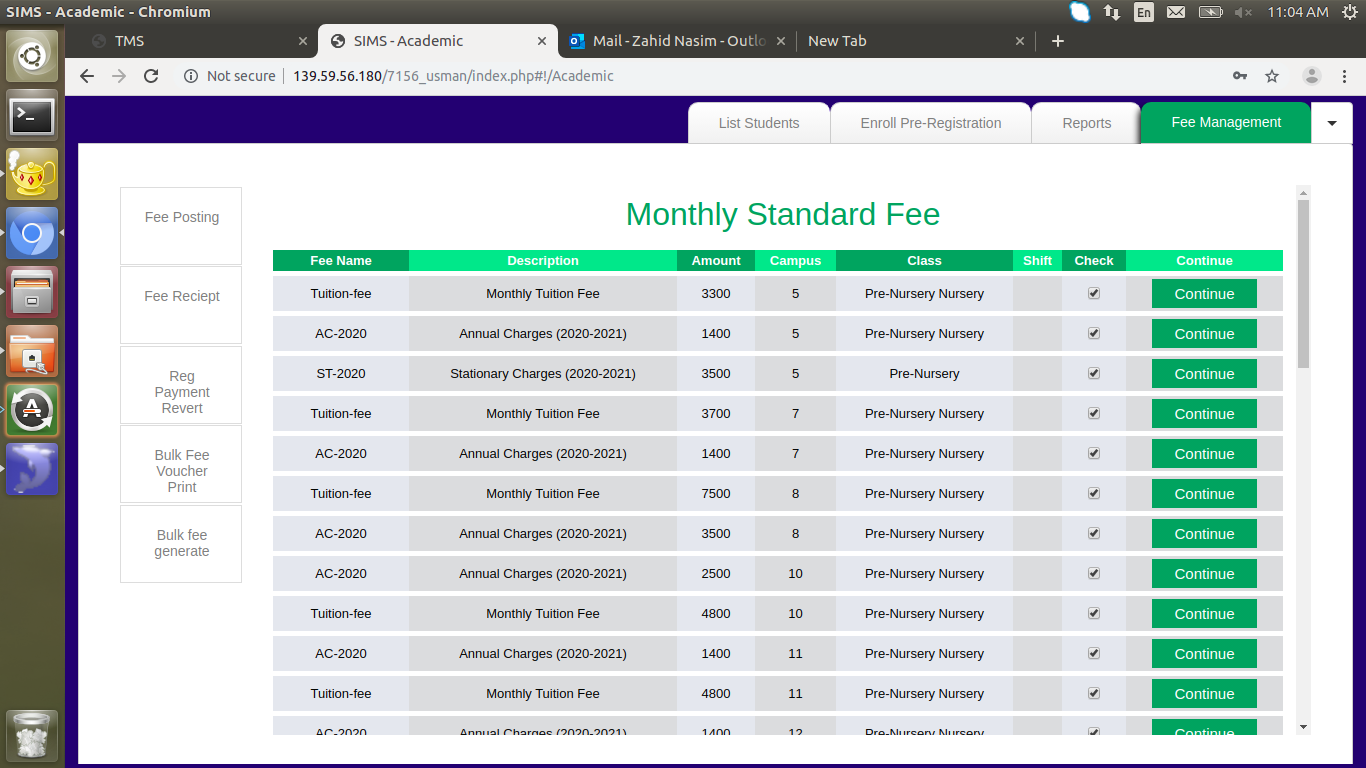 SIMS - Academic - Chromium
En
11:04 AM
TMS
SIMS - Academic
Mail - Zahid Nasim - Outlo
New Tab
Not secure
139.59.56.180/7156_usman/index.php#!/Academic
List Students
Enroll Pre-Registration
Reports
Fee Management
Fee Posting
Fee Reciept
Reg
Payment
Revert
Bulk Fee
Voucher
Print
Bulk fee
generate
Monthly Standard Fee
Fee Name Description Amount Campus Class Shift Check Continue
Tuition-fee Monthly Tuition Fee 3300 5 Pre-Nursery Nursery Continue
AC-2020 Annual Charges (2020-2021) 1400 5 Pre-Nursery Nursery Continue
ST-2020 Stationary Charges (2020-2021) 3500 5 Pre-Nursery Continue
Tuition-fee Monthly Tuition Fee 3700 7 Pre-Nursery Nursery Continue
AC-2020 Annual Charges (2020-2021) 1400 7 Pre-Nursery Nursery Continue
Tuition-fee Monthly Tuition Fee 7500 8 Pre-Nursery Nursery Continue
AC-2020 Annual Charges (2020-2021) 3500 8 Pre-Nursery Nursery Continue
AC-2020 Annual Charges (2020-2021) 2500 10 Pre-Nursery Nursery Continue
Tuition-fee Monthly Tuition Fee 4800 10 Pre-Nursery Nursery Continue
AC-2020 Annual Charges (2020-2021) 1400 11 Pre-Nursery Nursery Continue
Tuition-fee Monthly Tuition Fee 4800 11 Pre-Nursery Nursery Continue
AC-2020 Annual Charges (2020-2021) 1400 12 Pre-Nursery Nursery Continue